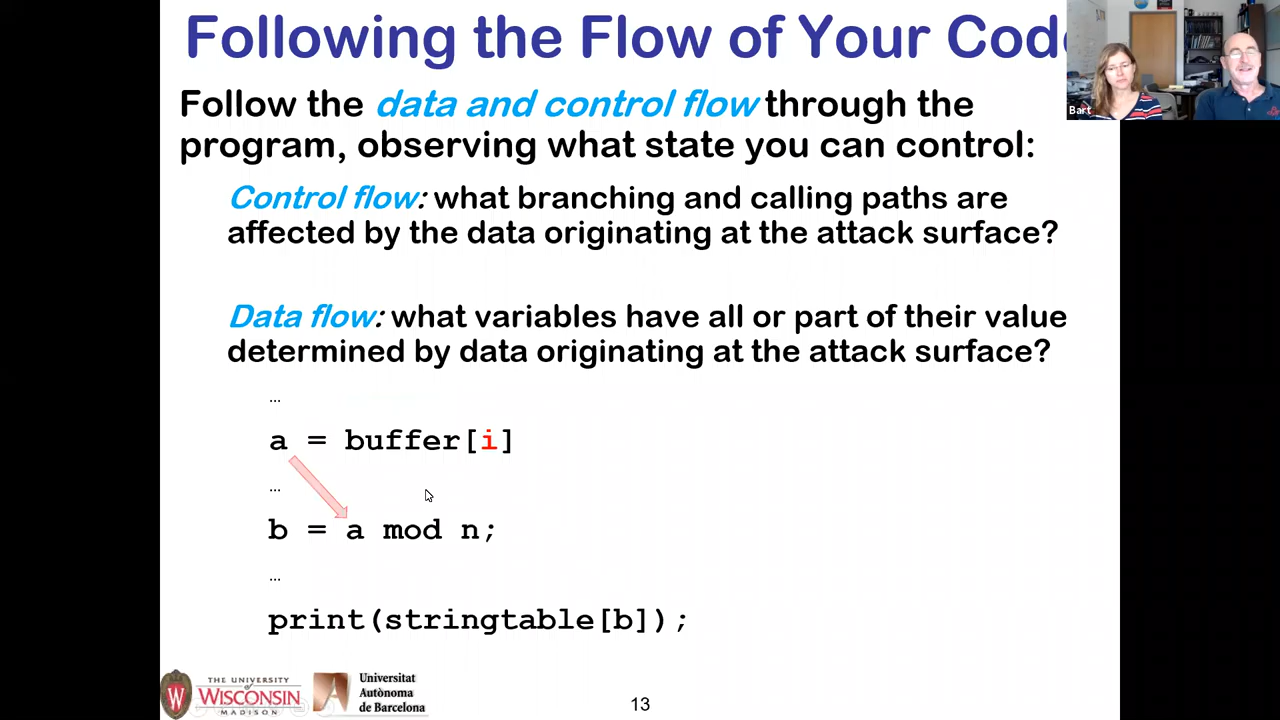 Following the Flow of Your Code
Bart
Follow the data and control flow through the
program, observing what state you can control:
Control flow: what branching and calling paths are
affected by the data originating at the attack surface?
Data flow: what variables have all or part of their value
determined by data originating at the attack surface?
…
a = buffer[i]
…
b = a mod n;
…
print(stringtable[b]);
THE UNIVERSITY
of
WISCONSIN
MADISON
Universitat
Autònoma
de Barcelona
13